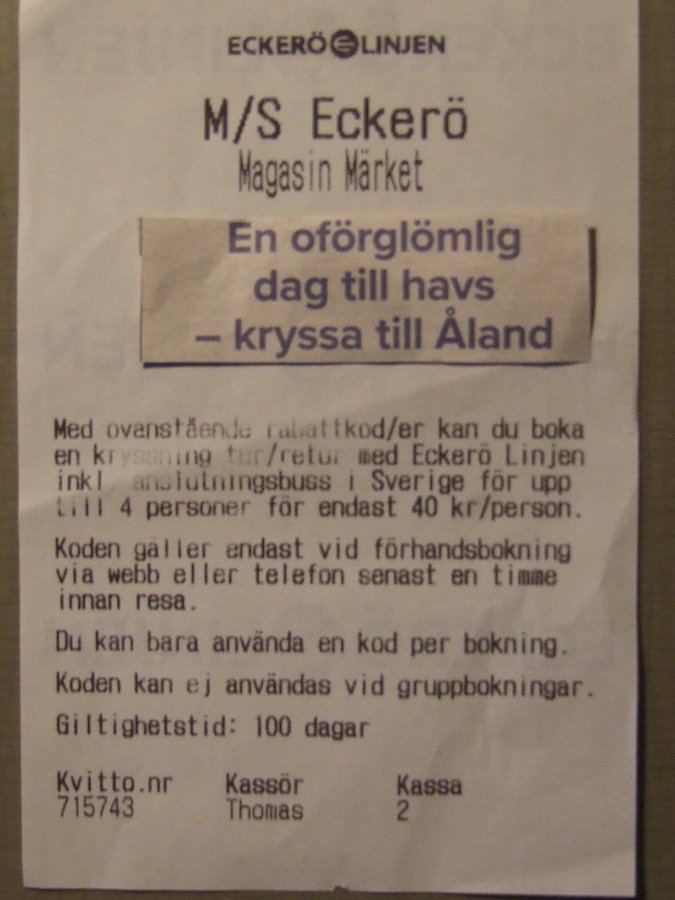 ECKERÖ LINJEN
M/S Eckerö
Magasin Märket
En oförglömlig
dag till havs
– kryssa till Åland
Med ovanstående rabattkod/er kan du boka
en kryssning tur/retur med Eckerö Linjen
inkl. anslutningsbuss i Sverige för upp
till 4 personer för endast 40 kr/person.
Koden gäller endast vid förhandsbokning
via webb eller telefon senast en timme
innan resa.
Du kan bara använda en kod per bokning.
Koden kan ej användas vid gruppbokningar.
Giltighetstid: 100 dagar
Kvitto.nr Kassör Kassa
715743 Thomas 2